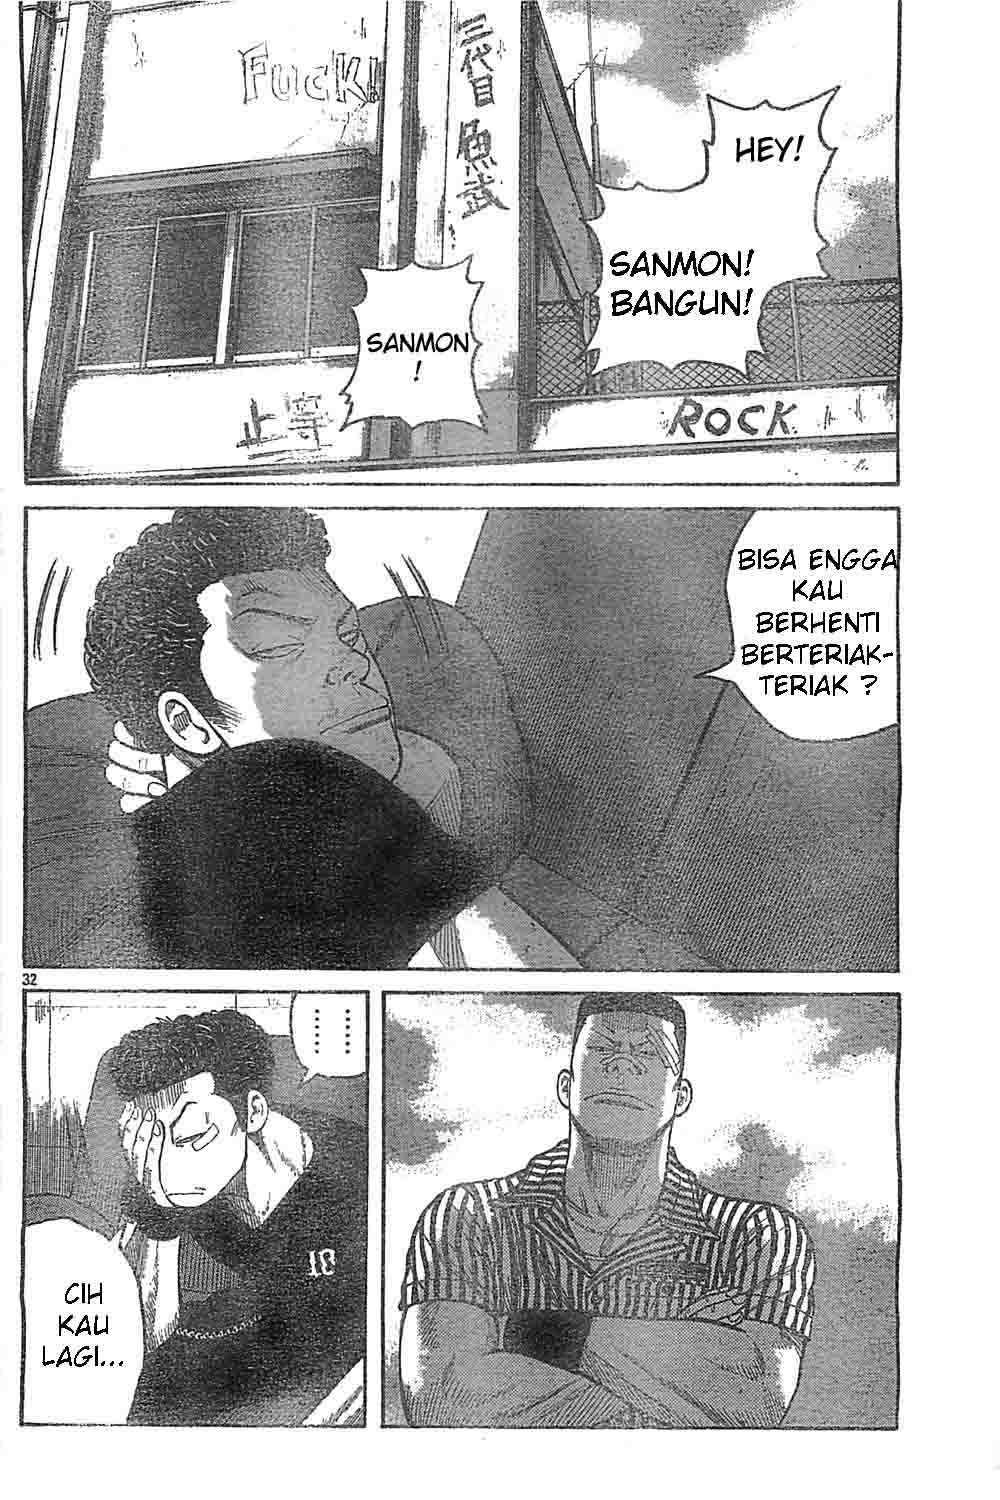 FUCK!
三代目
魚武
HEY!
SANMON!
BANGUN!
SANMON
!
ROCK
上等
BISA ENGGA
KAU
BERHENTI
BERTERIAK-
TERIAK ?
32
......
......
CIH
KAU
LAGI...
10